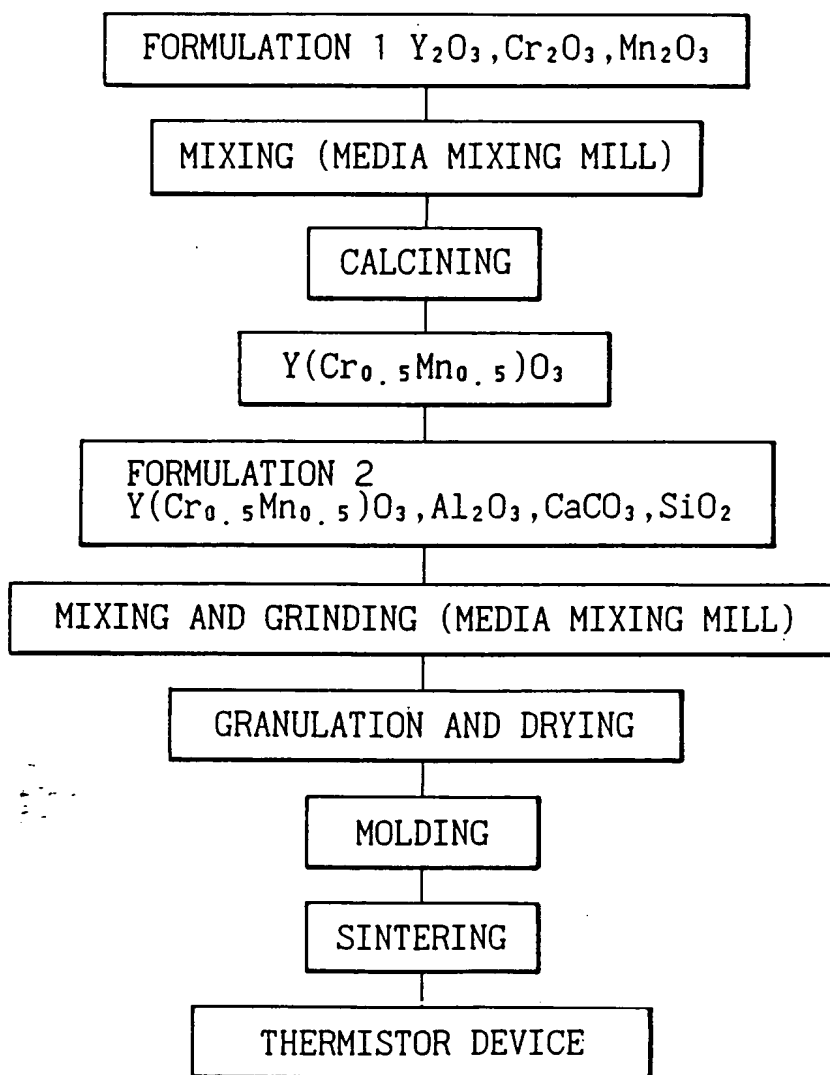 FORMULATION 1 Y₂O₃,Cr₂O₃,Mn₂O₃
MIXING (MEDIA MIXING MILL)
CALCINING
Y(Cr₀.₅Mn₀.₅)O₃
FORMULATION 2
Y(Cr₀.₅Mn₀.₅)O₃,Al₂O₃,CaCO₃,SiO₂
MIXING AND GRINDING (MEDIA MIXING MILL)
GRANULATION AND DRYING
MOLDING
SINTERING
THERMISTOR DEVICE